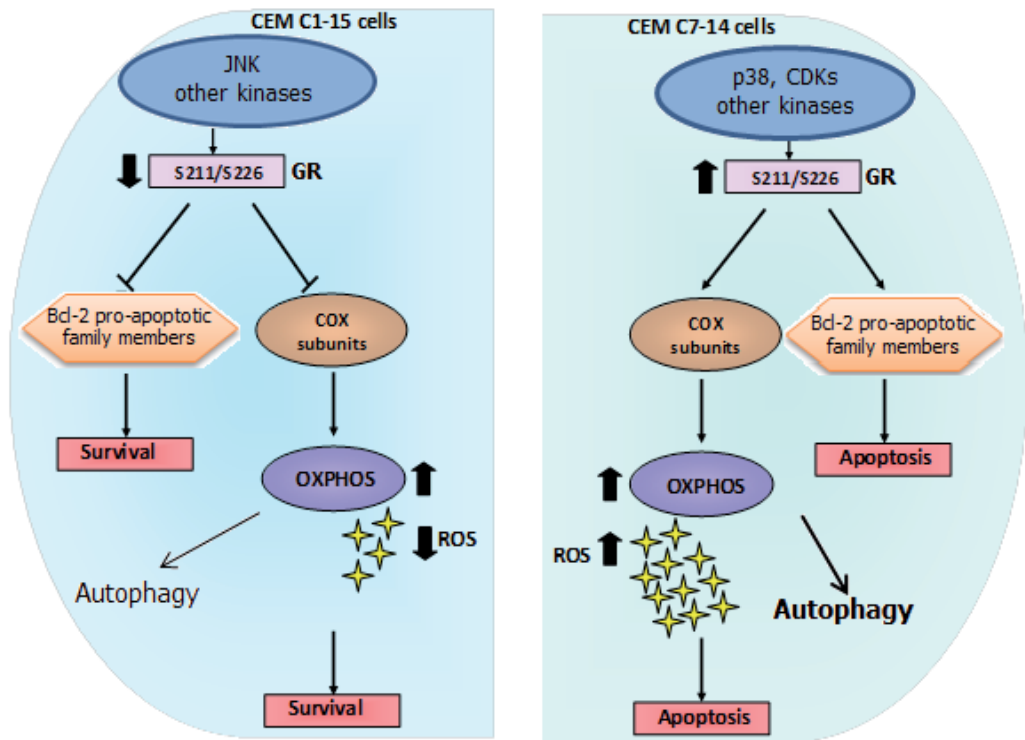 CEM C1-15 cells
JNK
other kinases
S211/S226
GR
Bcl-2 pro-apoptotic
family members
COX
subunits
Survival
OXPHOS
ROS
Autophagy
Survival
CEM C7-14 cells
p38, CDKs
other kinases
S211/S226
GR
COX
subunits
Bcl-2 pro-apoptotic
family members
Apoptosis
OXPHOS
ROS
Autophagy
Apoptosis